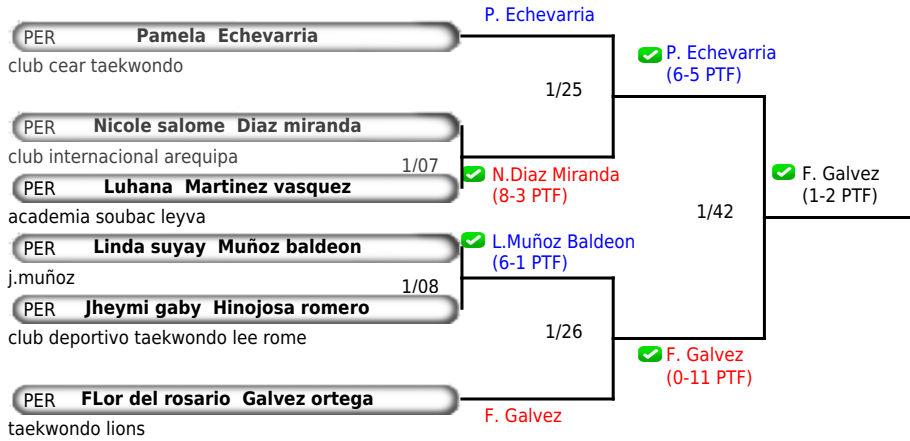 P. Echevarria
PER Pamela Echevarria
club cear taekwondo
P. Echevarria
(6-5 PTF)
1/25
PER Nicole salome Diaz miranda
club internacional arequipa
1/07
N.Diaz Miranda
(8-3 PTF)
PER Luhana Martinez vasquez
academia soubac leyva
F. Galvez
(1-2 PTF)
1/42
PER Linda suyay Muñoz baldeon
j.muñoz
L.Muñoz Baldeon
(6-1 PTF)
1/08
PER Jheymi gaby Hinojosa romero
club deportivo taekwondo lee rome
1/26
F. Galvez
(0-11 PTF)
PER FLor del rosario Galvez ortega
taekwondo lions
F. Galvez